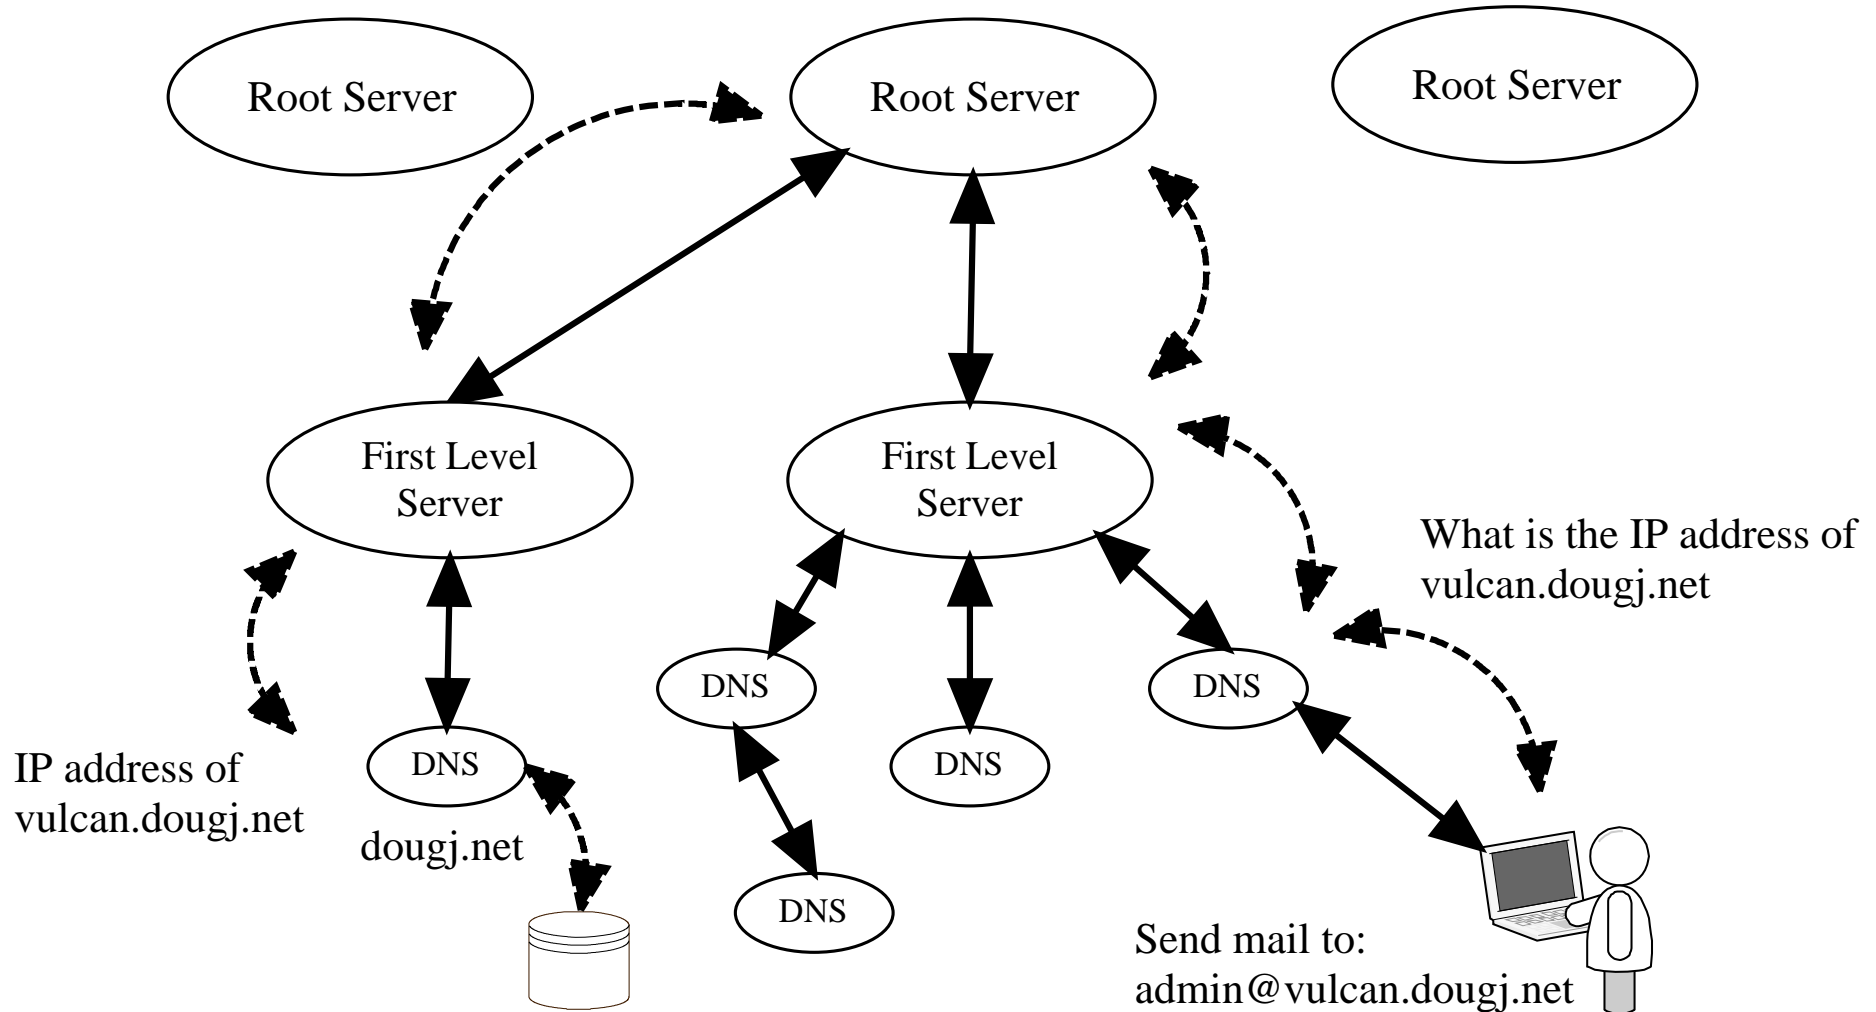 Root Server
Root Server
Root Server
First Level
Server
First Level
Server
What is the IP address of
vulcan.dougj.net
DNS
DNS
DNS
DNS
IP address of
vulcan.dougj.net
dougj.net
DNS
Send mail to:
admin@vulcan.dougj.net